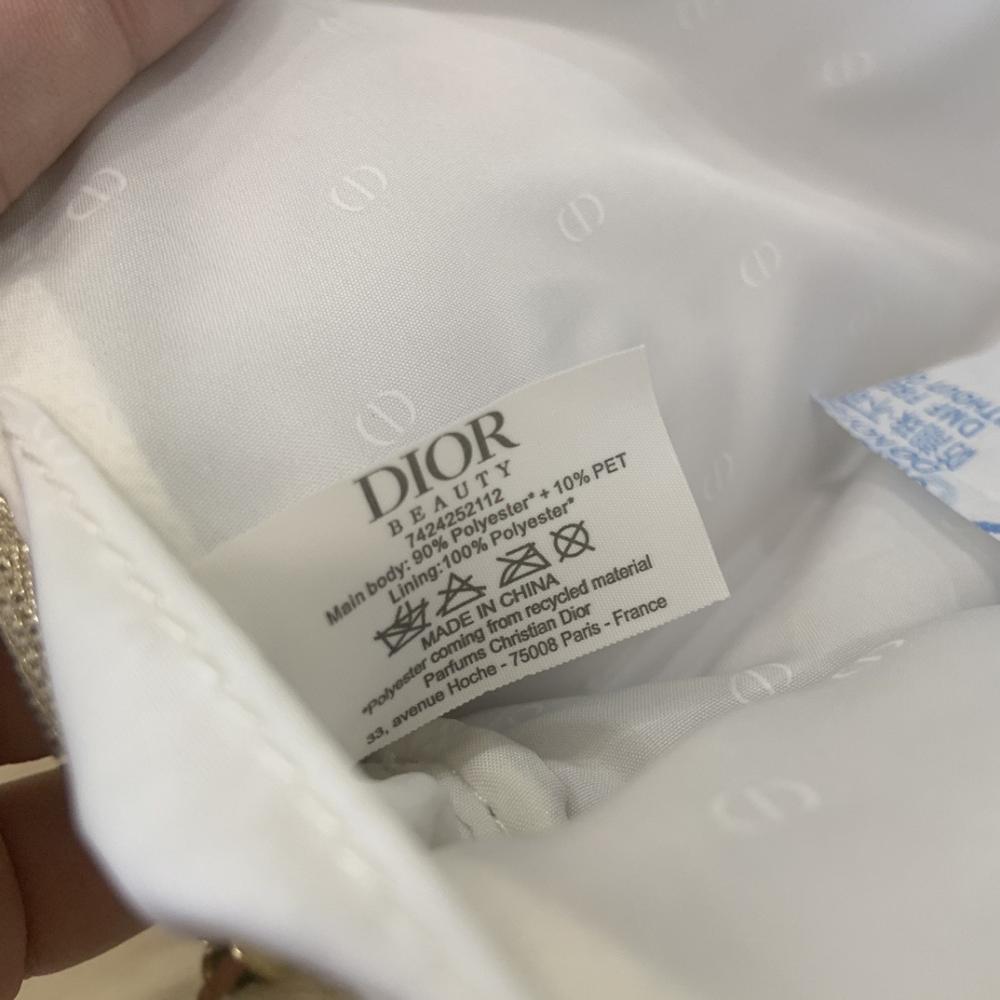 DIOR
BEAUTY
7424252112
Main body: 90% Polyester* + 10% PET
Lining:100% Polyester*
MADE IN CHINA
*Polyester coming from recycled material
Parfums Christian Dior
33, avenue Hoche - 75008 Paris - France